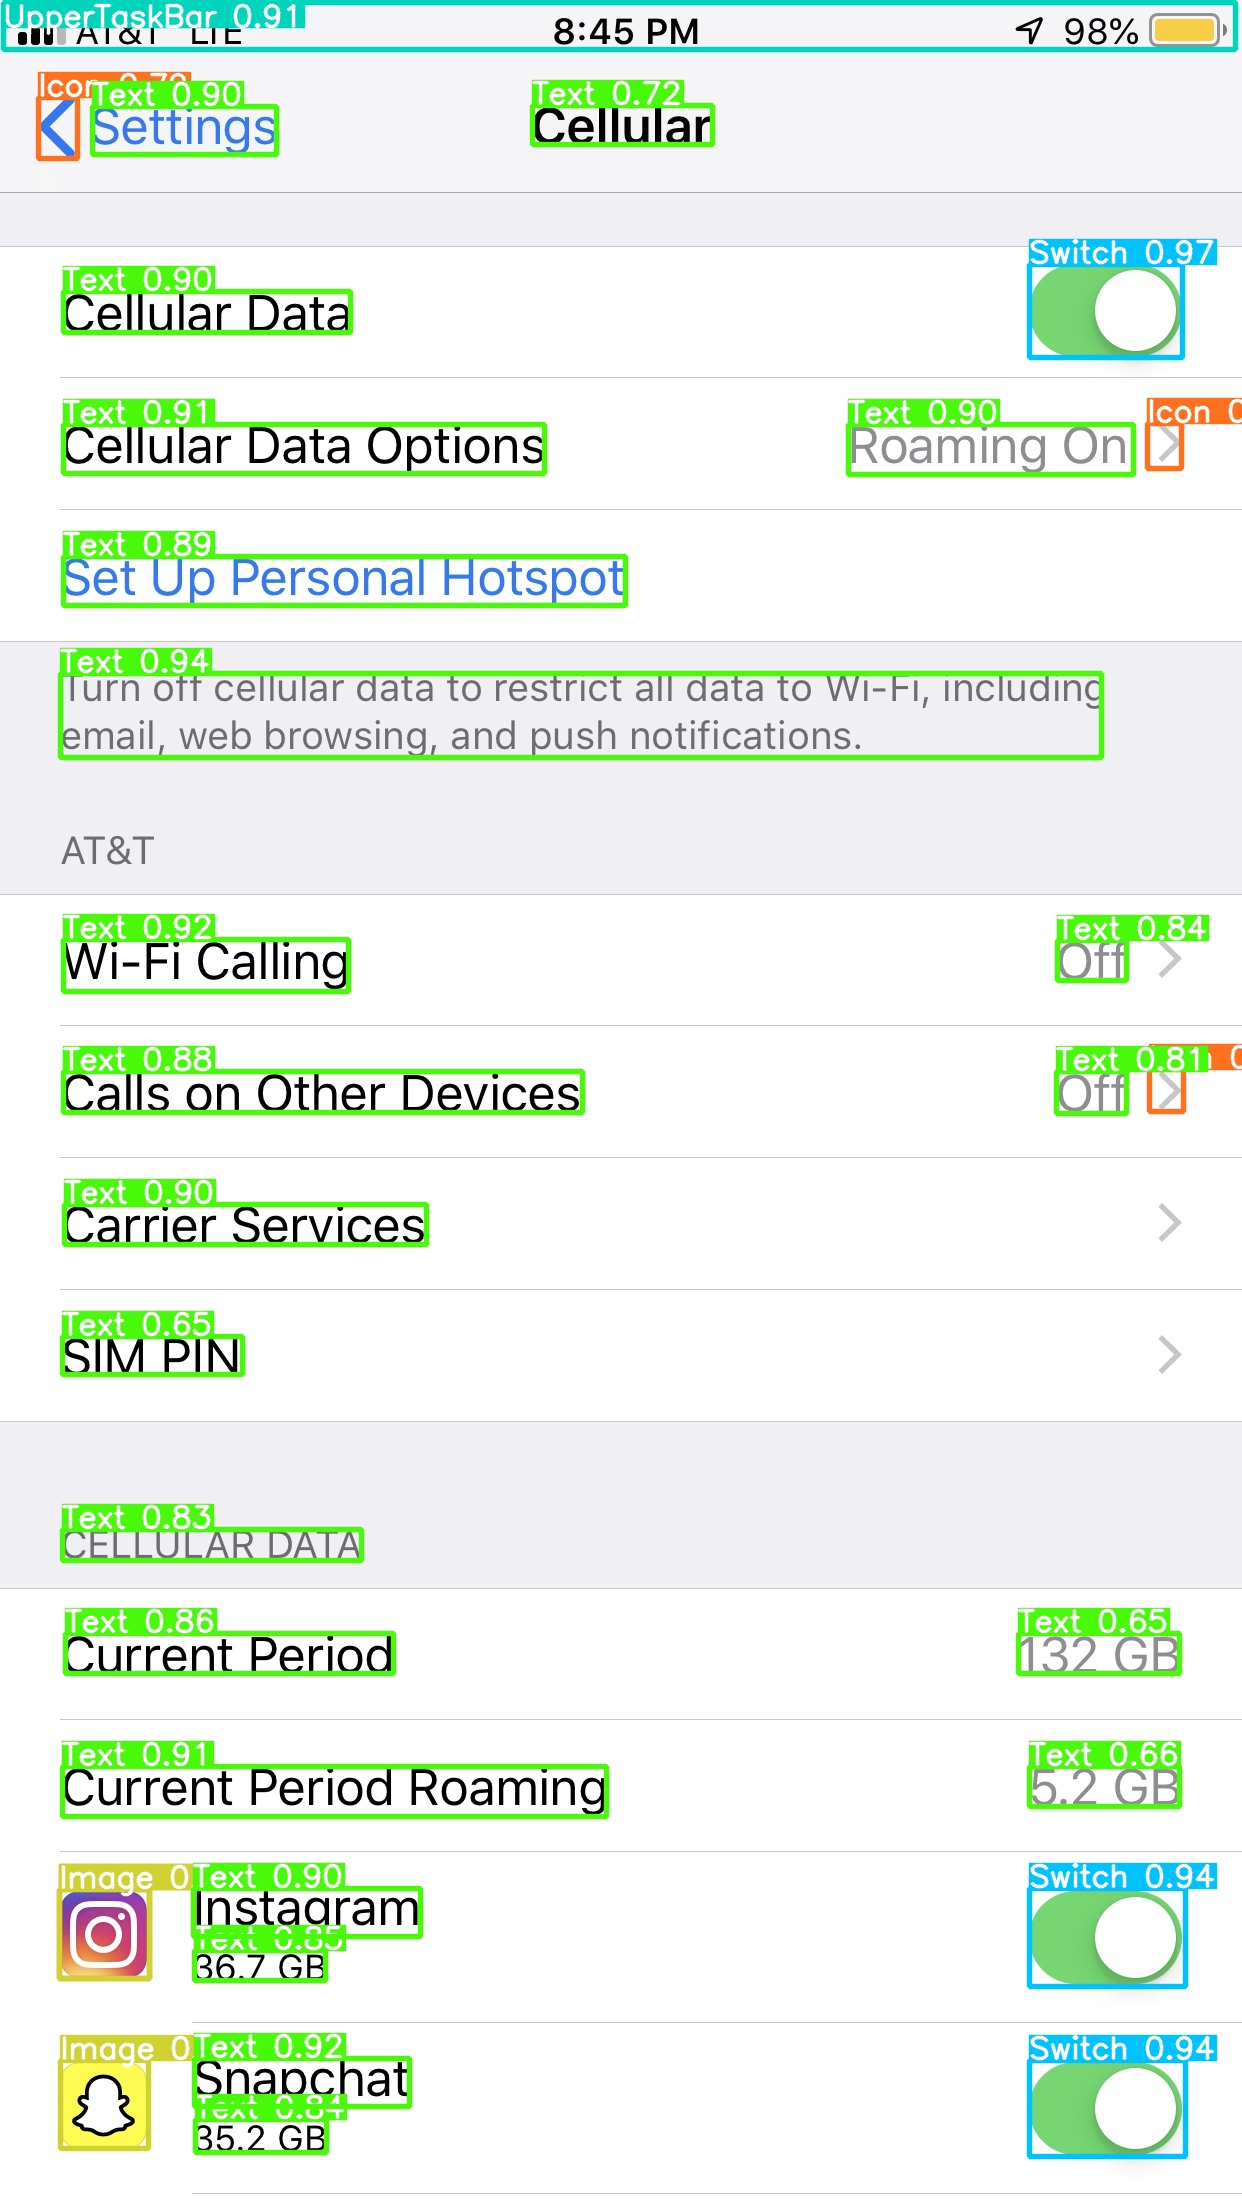 UpperTaskBar 0.91
AT&T LTE 8:45 PM 98%
Icon 0.79
Text 0.90
Text 0.72
Settings
Cellular
Switch 0.97
Text 0.90
Cellular Data
Text 0.91
Text 0.90
Icon 0
Cellular Data Options
Roaming On
Text 0.89
Set Up Personal Hotspot
Text 0.94
Turn off cellular data to restrict all data to Wi-Fi, including
email, web browsing, and push notifications.
AT&T
Text 0.92
Text 0.84
Wi-Fi Calling
Off
Text 0.88
Text 0.81
0
Calls on Other Devices
Off
Text 0.90
Carrier Services
Text 0.65
SIM PIN
Text 0.83
CELLULAR DATA
Text 0.86
Text 0.65
Current Period
132 GB
Text 0.91
Text 0.66
Current Period Roaming
5.2 GB
Image 0
Text 0.90
Switch 0.94
Instagram
Text 0.85
36.7 GB
Image 0
Text 0.92
Switch 0.94
Snapchat
Text 0.84
35.2 GB